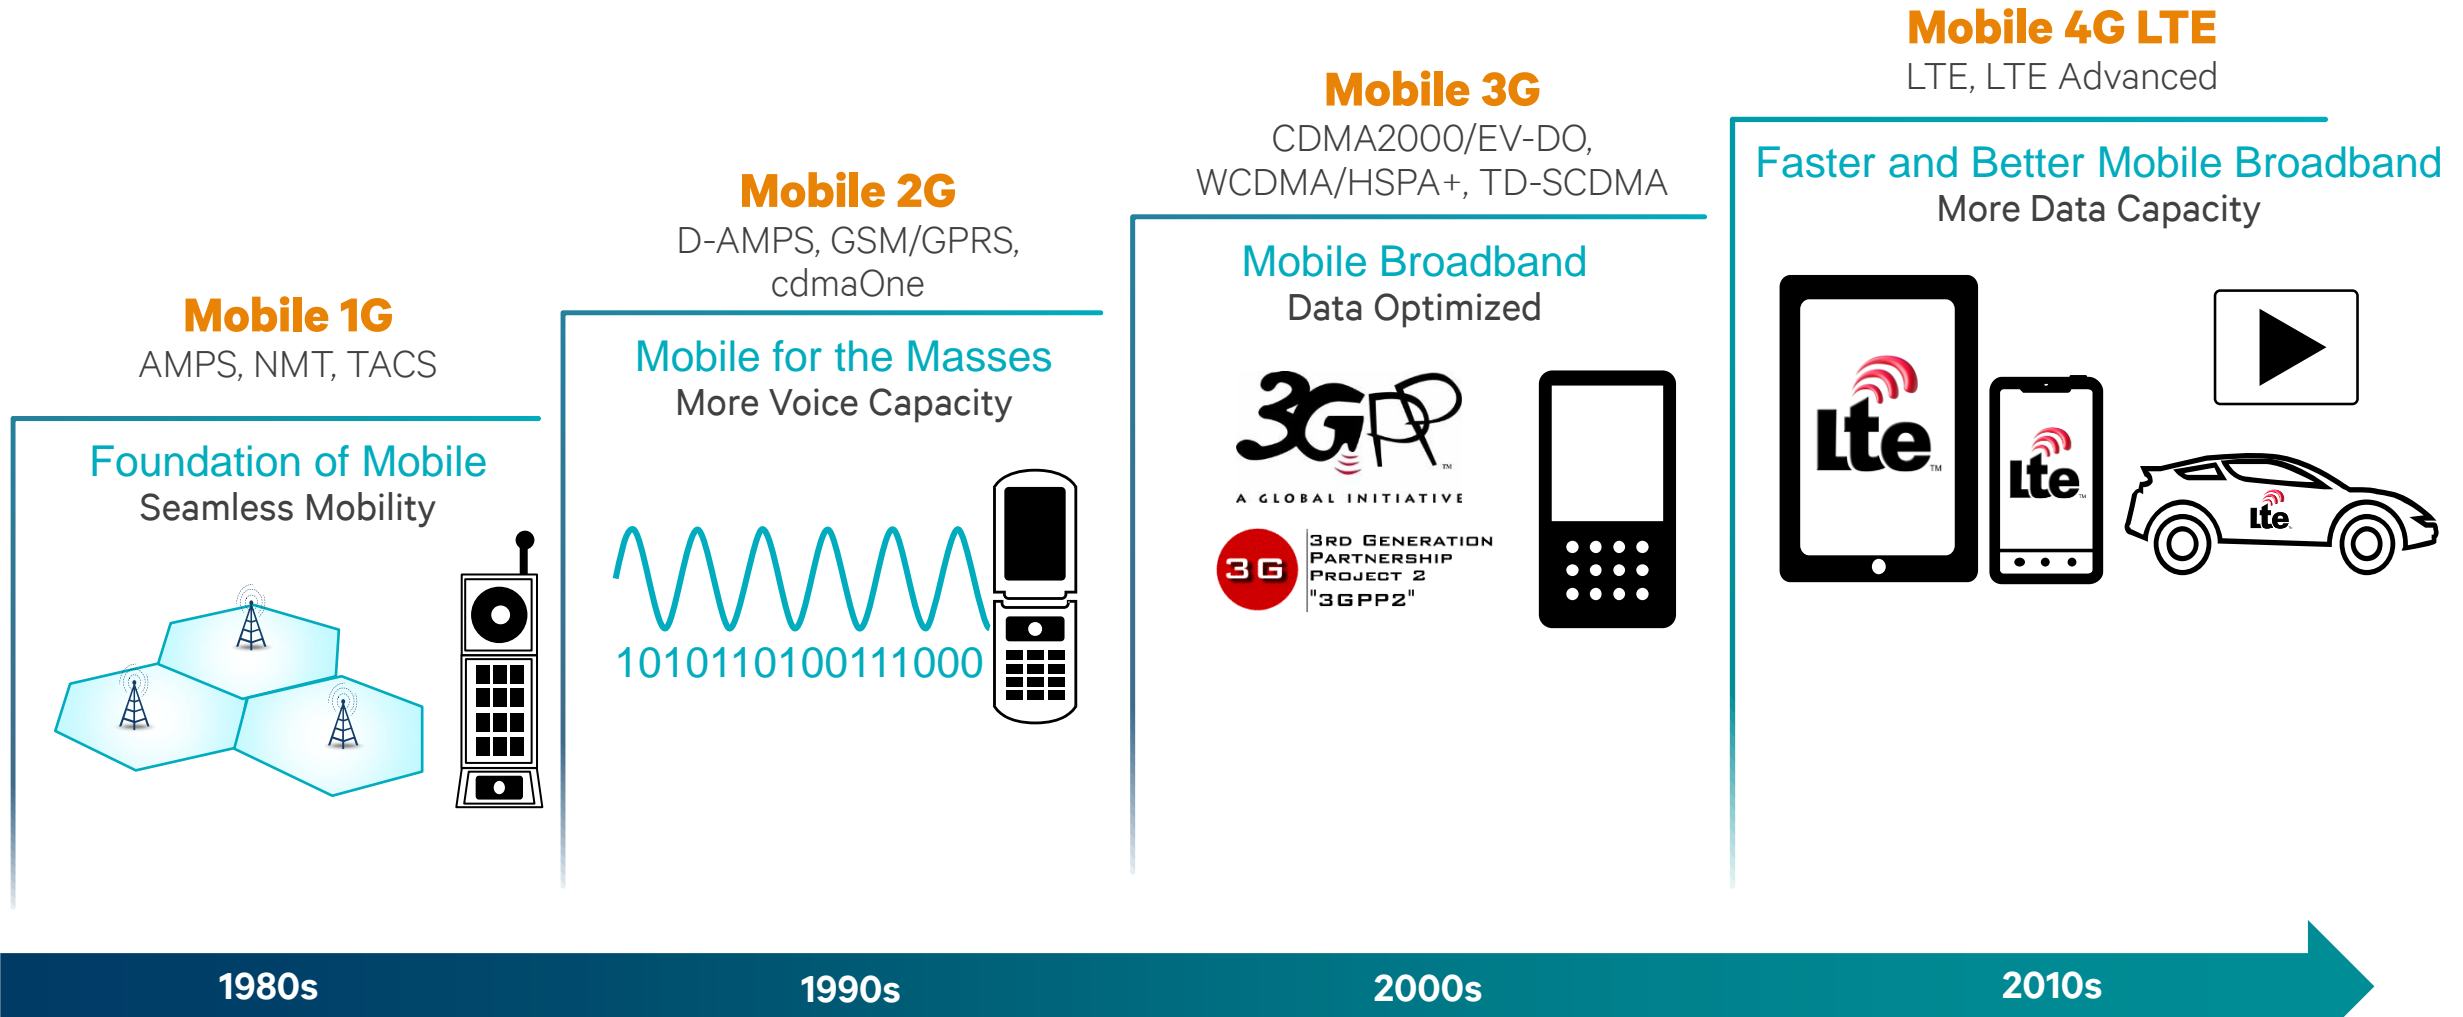 Mobile 1G
AMPS, NMT, TACS
Foundation of Mobile
Seamless Mobility
Mobile 2G
D-AMPS, GSM/GPRS,
cdmaOne
Mobile for the Masses
More Voice Capacity
1010110100111000
Mobile 3G
CDMA2000/EV-DO,
WCDMA/HSPA+, TD-SCDMA
Mobile Broadband
Data Optimized
3GPP
TM
A GLOBAL INITIATIVE
3G
3RD GENERATION
PARTNERSHIP
PROJECT 2
"3GPP2"
Mobile 4G LTE
LTE, LTE Advanced
Faster and Better Mobile Broadband
More Data Capacity
Lte
TM
Lte
Lte
1980s
1990s
2000s
2010s